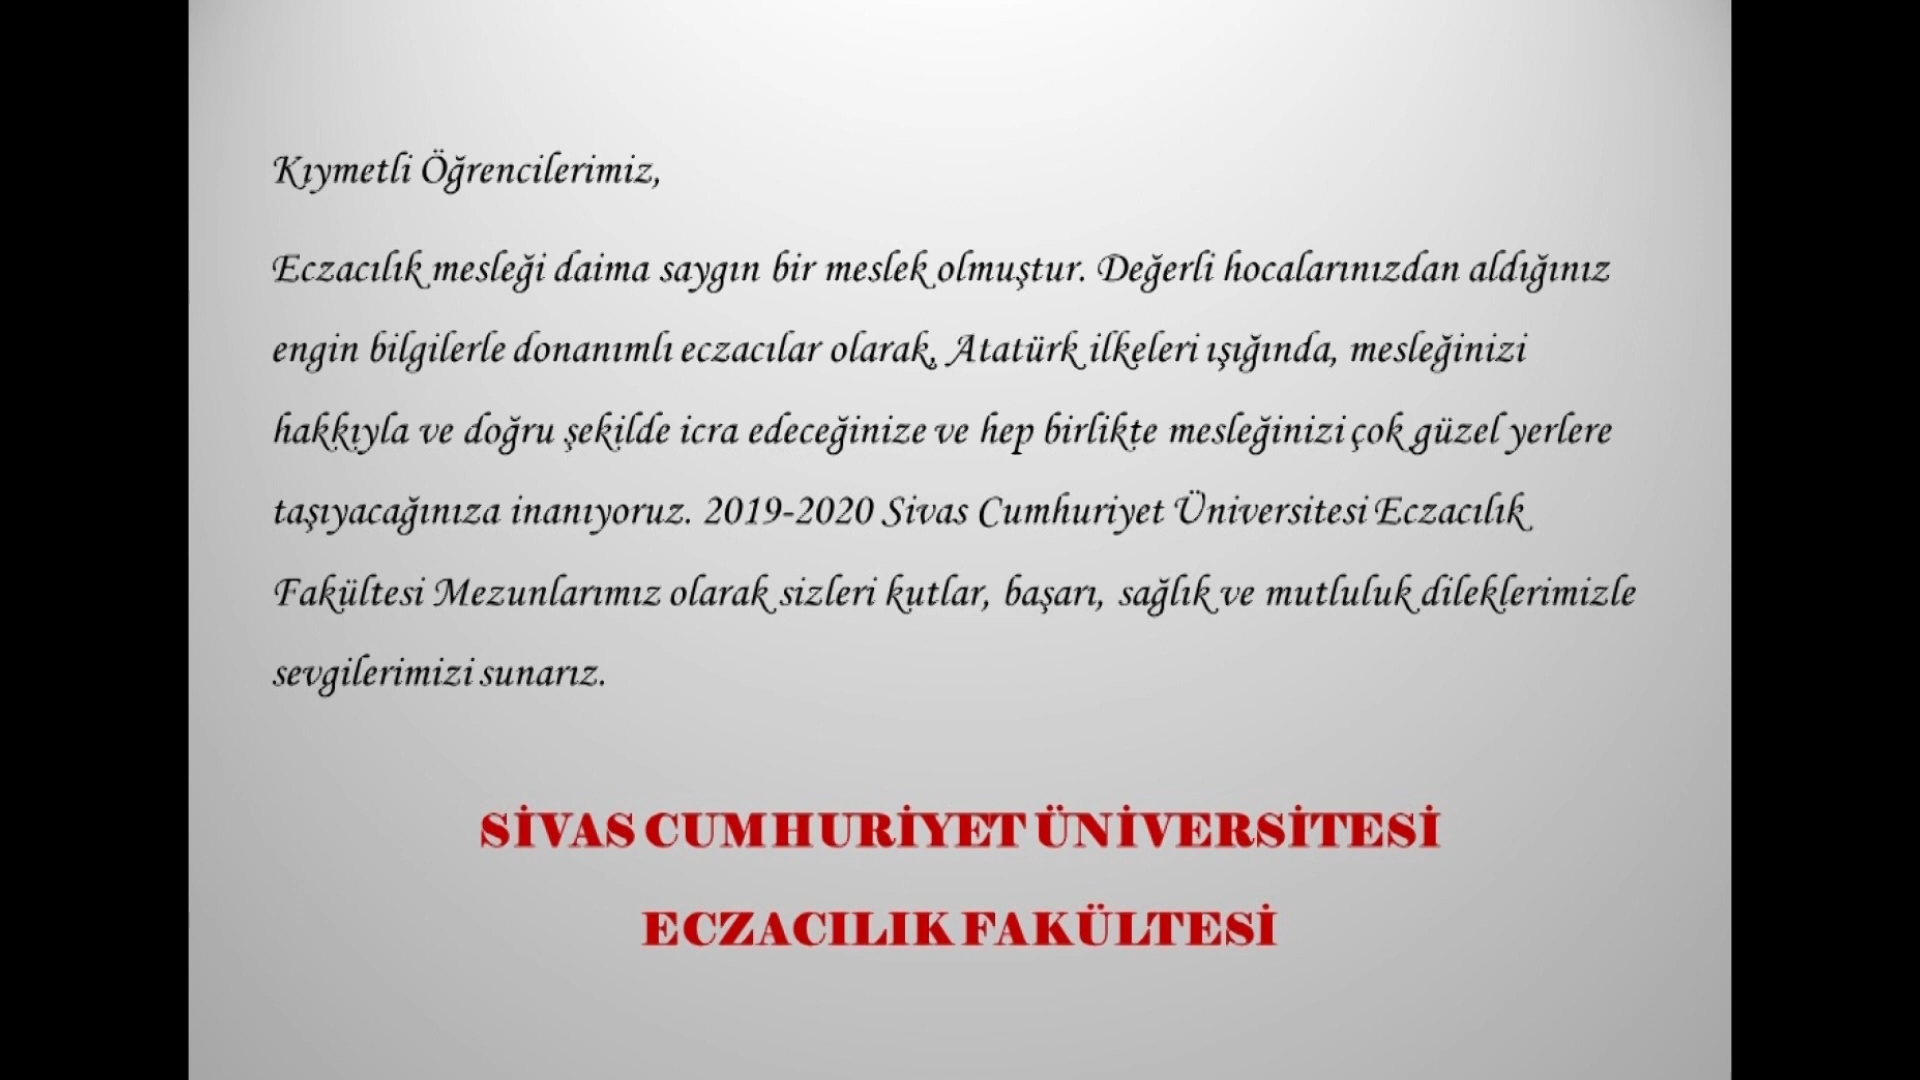 Kıymetli Öğrencilerimiz,
Eczacılık mesleği daima saygın bir meslek olmuştur. Değerli hocalarınızdan aldığınız
engin bilgilerle donanımlı eczacılar olarak, Atatürk ilkeleri ışığında, mesleğinizi
hakkıyla ve doğru şekilde icra edeceğinize ve hep birlikte mesleğinizi çok güzel yerlere
taşıyacağınıza inanıyoruz. 2019-2020 Sivas Cumhuriyet Üniversitesi Eczacılık
Fakültesi Mezunlarımız olarak sizleri kutlar, başarı, sağlık ve mutluluk dileklerimizle
sevgilerimizi sunarız.
SİVAS CUMHURİYET ÜNİVERSİTESİ
ECZACILIK FAKÜLTESİ